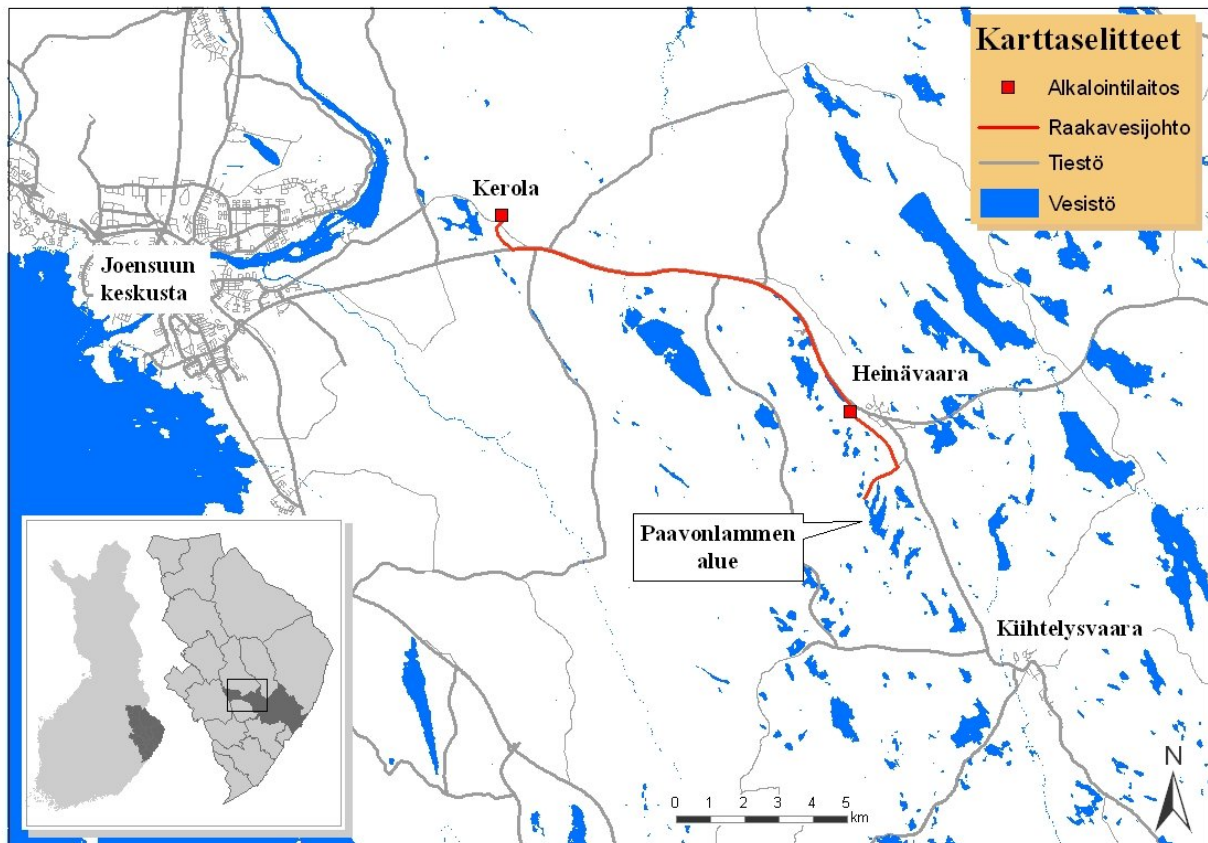 Karttaselitteet
Alkalointilaitos
Raakavesijohto
Tiestö
Vesistö
Kerola
Joensuun
keskusta
Heinävaara
Paavonlammen
alue
Kiihtelysvaara
N
0 1 2 3 4 5
km